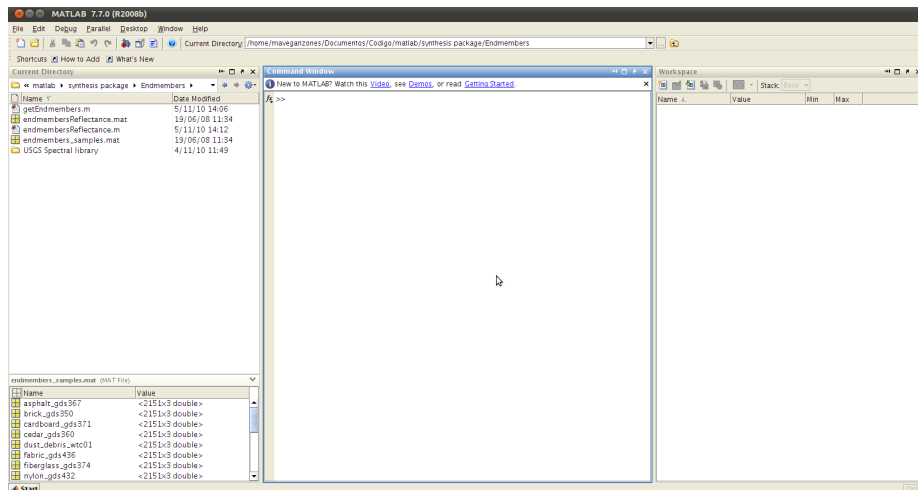 MATLAB 7.7.0 (R2008b)
File Edit Debug Parallel Desktop Window Help
Current Directory: /home/maveganzones/Documentos/Codigo/matlab/synthesis package/Endmembers
Shortcuts How to Add What's New
Current Directory
« matlab ▸ synthesis package ▸ Endmembers ▸
Name Date Modified
getEndmembers.m 5/11/10 14:06
endmembersReflectance.mat 19/06/08 11:34
endmembersReflectance.m 5/11/10 14:12
endmembers_samples.mat 19/06/08 11:34
USGS Spectral library 4/11/10 11:49
endmembers_samples.mat (MAT File)
Name Value
asphalt_gds367 <2151x3 double>
brick_gds350 <2151x3 double>
cardboard_gds371 <2151x3 double>
cedar_gds360 <2151x3 double>
dust_debris_wtc01 <2151x3 double>
fabric_gds436 <2151x3 double>
fiberglass_gds374 <2151x3 double>
nylon_gds432 <2151x3 double>
Start
Command Window
New to MATLAB? Watch this Video, see Demos, or read Getting Started.
fx >>
Workspace
Stack: Base
Name Value Min Max